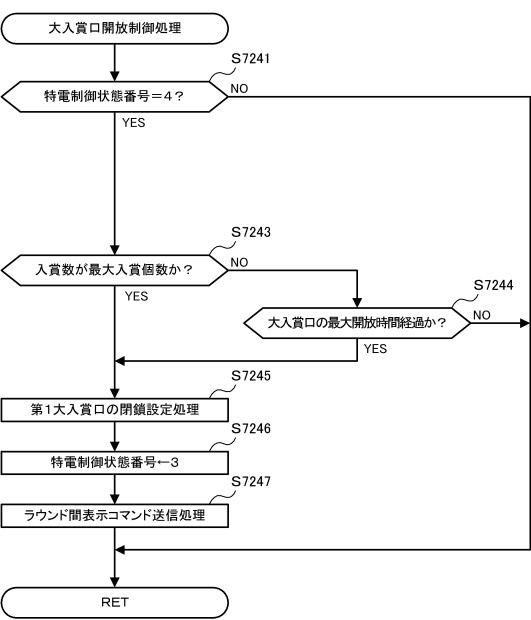 大入賞口開放制御処理
S7241
特電制御状態番号＝4？
NO
YES
S7243
入賞数が最大入賞個数か？
NO
YES
S7244
大入賞口の最大開放時間経過か？
NO
YES
S7245
第1大入賞口の閉鎖設定処理
S7246
特電制御状態番号←3
S7247
ラウンド間表示コマンド送信処理
RET